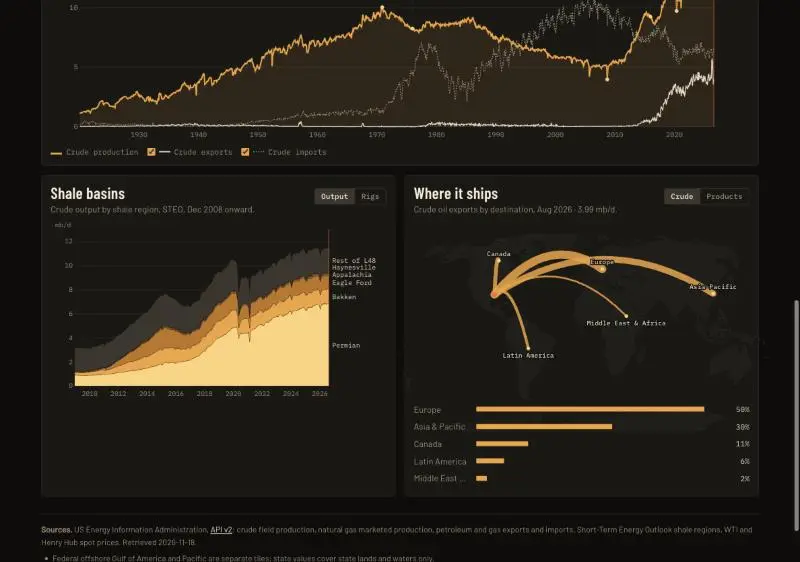 10
5
0
1930 1940 1950 1960 1970 1980 1990 2000 2010 2020
Crude production Crude exports Crude imports
Shale basins
Output Rigs
Crude output by shale region, STEO, Dec 2008 onward.
mb/d
12
10
8
6
4
2
0
2010 2012 2014 2016 2018 2020 2022 2024 2026
Rest of L48
Haynesville
Appalachia
Eagle Ford
Bakken
Permian
Where it ships
Crude Products
Crude oil exports by destination, Aug 2026 · 3.99 mb/d.
Canada
Europe
Asia Pacific
Middle East & Africa
Latin America
Europe 50%
Asia & Pacific 30%
Canada 11%
Latin America 6%
Middle East ... 2%
Sources. US Energy Information Administration, API v2: crude field production, natural gas marketed production, petroleum and gas exports and imports, Short-Term Energy Outlook shale regions, WTI and
Henry Hub spot prices. Retrieved 2026-11-18.
• Federal offshore Gulf of America and Pacific are separate tiles; state values cover state lands and waters only.